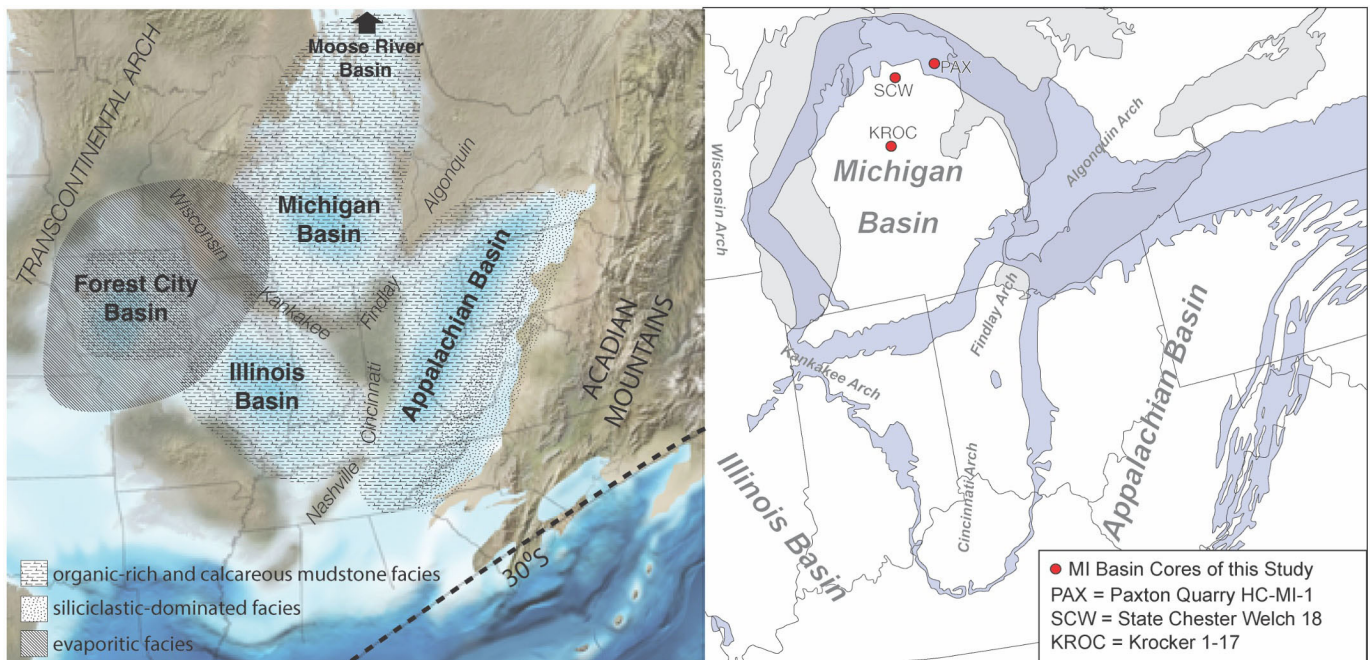 Moose River
Basin
TRANSCONTINENTAL ARCH
Wisconsin
Michigan
Basin
Algonquin
Forest City
Basin
Kankakee
Findlay
Illinois
Basin
Cincinnati
Appalachian Basin
ACADIAN
MOUNTAINS
Nashville
30°S
organic-rich and calcareous mudstone facies
siliciclastic-dominated facies
evaporitic facies
PAX
SCW
KROC
Michigan
Basin
Wisconsin Arch
Algonquin Arch
Findlay Arch
Kankakee Arch
Cincinnati Arch
Illinois Basin
Appalachian Basin
MI Basin Cores of this Study
PAX = Paxton Quarry HC-MI-1
SCW = State Chester Welch 18
KROC = Krocker 1-17